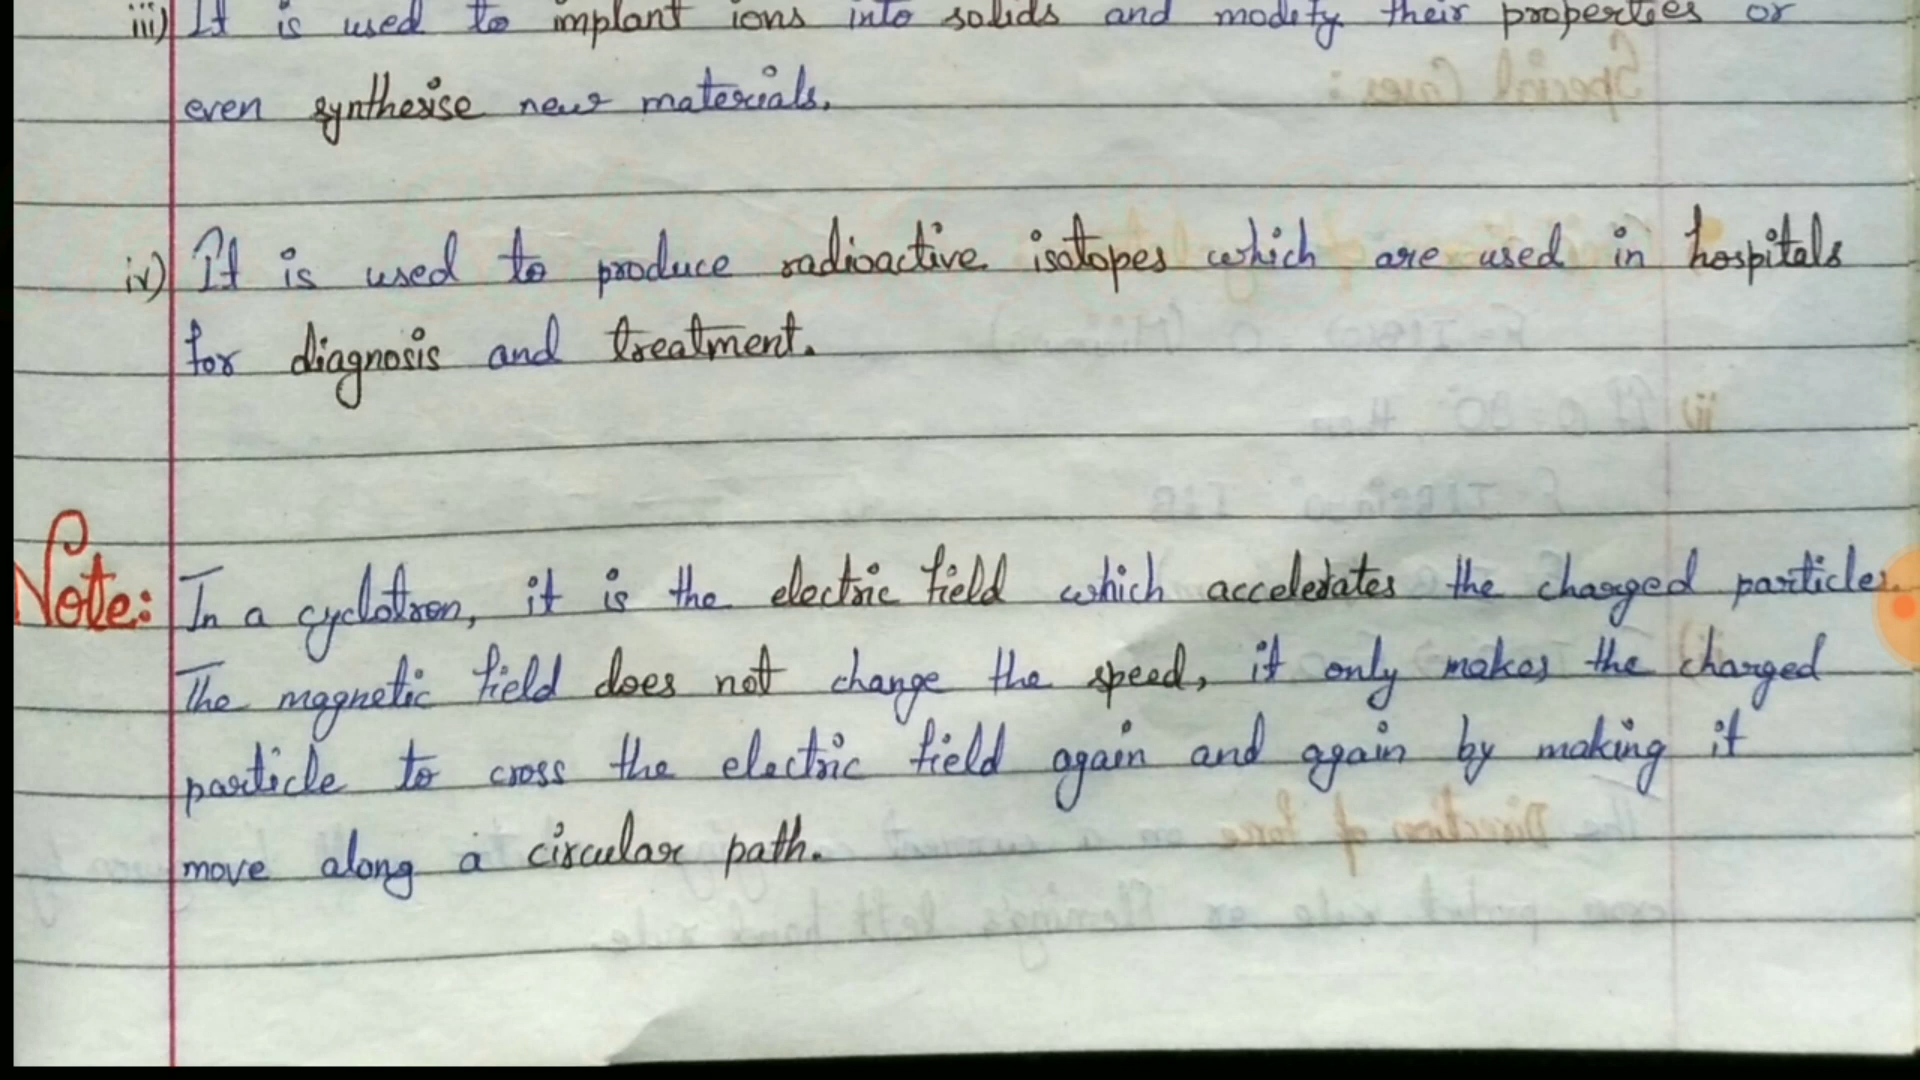 iii) It is used to implant ions into solids and modify their properties or
even synthesise new materials.
iv) It is used to produce radioactive isotopes which are used in hospitals
for diagnosis and treatment.
Note: In a cyclotron, it is the electric field which accelerates the charged particles.
The magnetic field does not change the speed, it only makes the charged
particle to cross the electric field again and again by making it
move along a circular path.